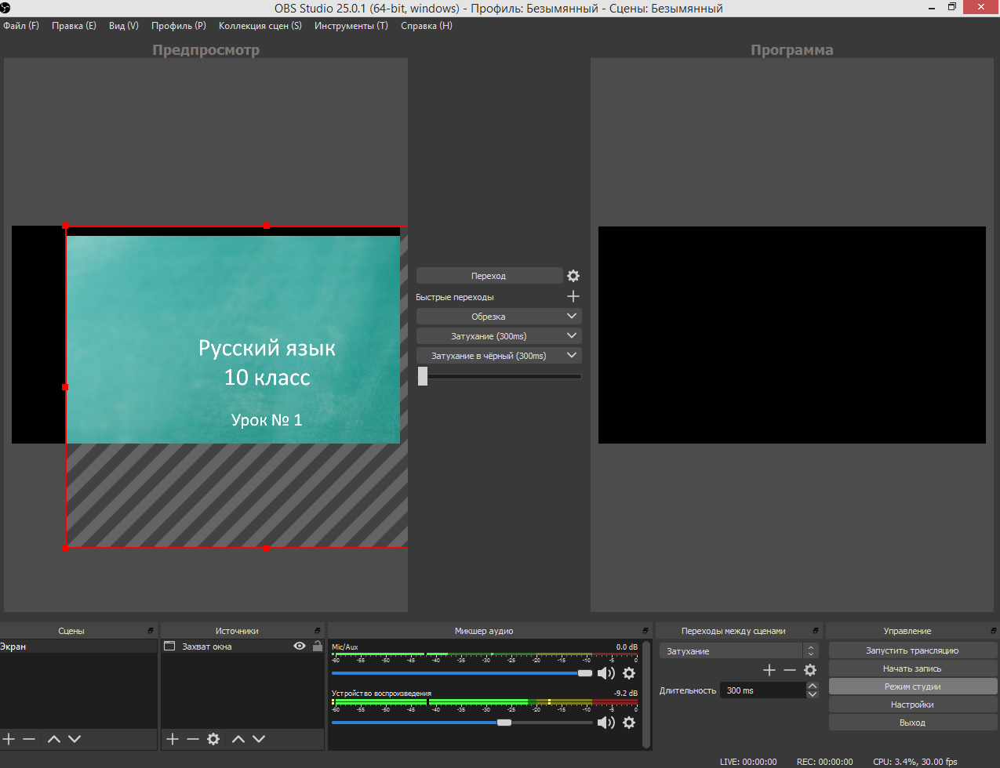 OBS Studio 25.0.1 (64-bit, windows) - Профиль: Безымянный - Сцены: Безымянный
Файл (F) Правка (E) Вид (V) Профиль (P) Коллекция сцен (S) Инструменты (T) Справка (H)
Предпросмотр
Программа
Русский язык
10 класс
Урок № 1
Переход
Быстрые переходы
Обрезка
Затухание (300ms)
Затухание в чёрный (300ms)
Сцены
Экран
Источники
Захват окна
Микшер аудио
Mic/Aux 0.0 dB
-60 -55 -50 -45 -40 -35 -30 -25 -20 -15 -10 -5 0
Устройство воспроизведения -9.2 dB
-60 -55 -50 -45 -40 -35 -30 -25 -20 -15 -10 -5 0
Переходы между сценами
Затухание
Длительность 300 ms
Управление
Запустить трансляцию
Начать запись
Режим студии
Настройки
Выход
LIVE: 00:00:00 REC: 00:00:00 CPU: 3.4%, 30.00 fps